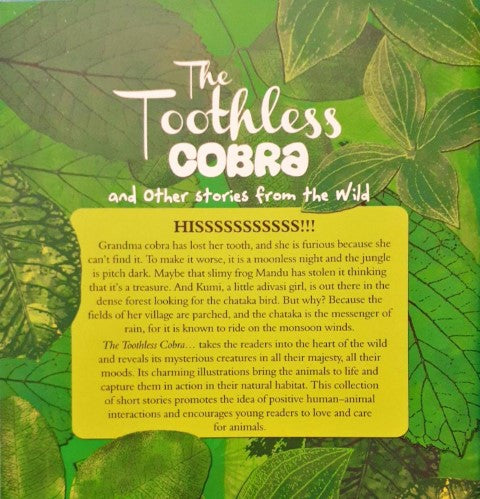 The
Toothless
COBRA
and Other stories from the Wild
HISSSSSSSSSSS!!!
Grandma cobra has lost her tooth, and she is furious because she
can't find it. To make it worse, it is a moonless night and the jungle
is pitch dark. Maybe that slimy frog Mandu has stolen it thinking
that it's a treasure. And Kumi, a little adivasi girl, is out there in the
dense forest looking for the chataka bird. But why? Because the
fields of her village are parched, and the chataka is the messenger of
rain, for it is known to ride on the monsoon winds.
The Toothless Cobra… takes the readers into the heart of the wild
and reveals its mysterious creatures in all their majesty, all their
moods. Its charming illustrations bring the animals to life and
capture them in action in their natural habitat. This collection
of short stories promotes the idea of positive human–animal
interactions and encourages young readers to love and care
for animals.